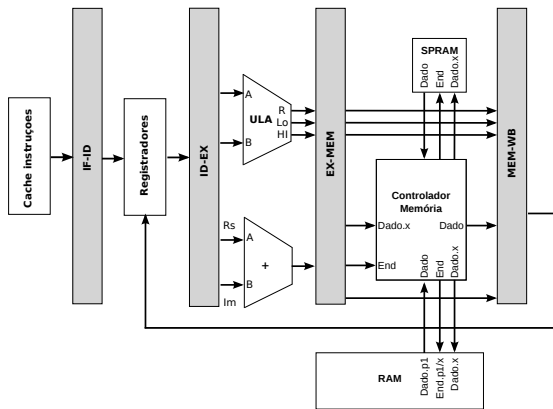 SPRAM
Dado
End
Dado.x
Cache instruçoes
IF-ID
Registradores
ID-EX
A
B
ULA
R
Lo
HI
EX-MEM
MEM-WB
Controlador
Memória
Dado.x
Dado
End
Dado
End
Dado.x
Rs
A
+
B
Im
RAM
Dado.p1
End.p1/x
Dado.x